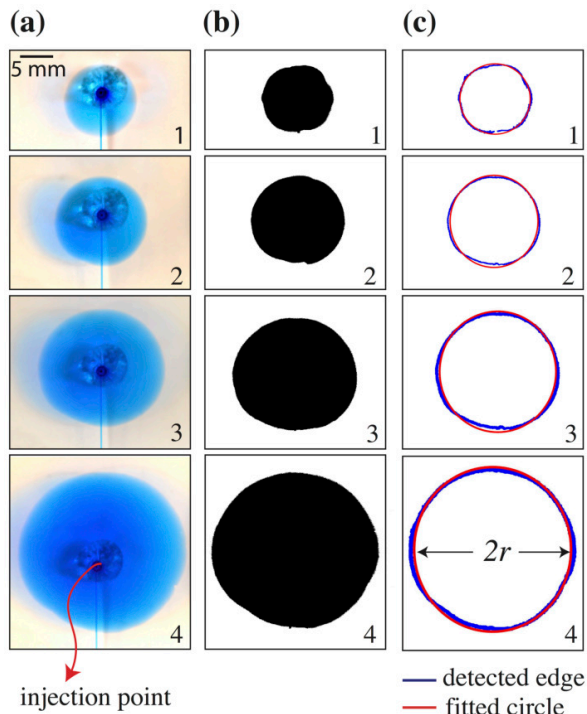 (a) (b) (c)
5 mm
1 1 1
2 2 2
3 3 3
2r
4 4 4
injection point
detected edge
fitted circle